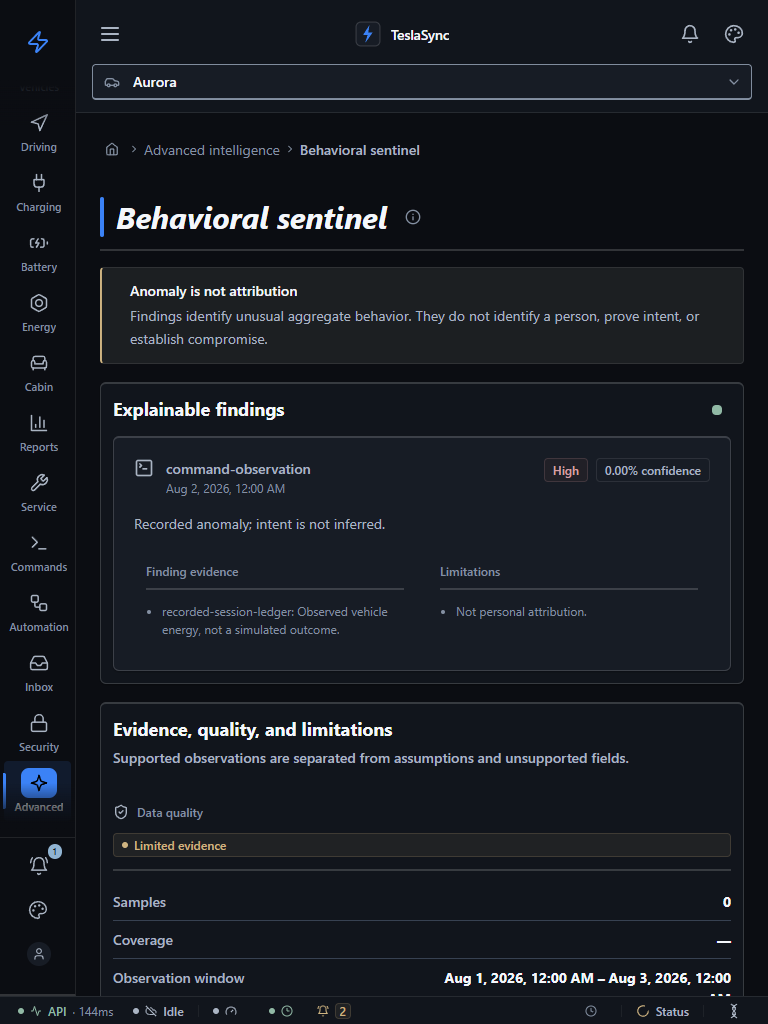 TeslaSync
Aurora
Driving
Charging
Battery
Energy
Cabin
Reports
Service
Commands
Automation
Inbox
Security
Advanced
1
Advanced intelligence
Behavioral sentinel
Behavioral sentinel
Anomaly is not attribution
Findings identify unusual aggregate behavior. They do not identify a person, prove intent, or
establish compromise.
Explainable findings
command-observation
High
0.00% confidence
Aug 2, 2026, 12:00 AM
Recorded anomaly; intent is not inferred.
Finding evidence
• recorded-session-ledger: Observed vehicle
energy, not a simulated outcome.
Limitations
• Not personal attribution.
Evidence, quality, and limitations
Supported observations are separated from assumptions and unsupported fields.
Data quality
Limited evidence
Samples
0
Coverage
—
Observation window
Aug 1, 2026, 12:00 AM – Aug 3, 2026, 12:00
API · 144ms
Idle
2
Status